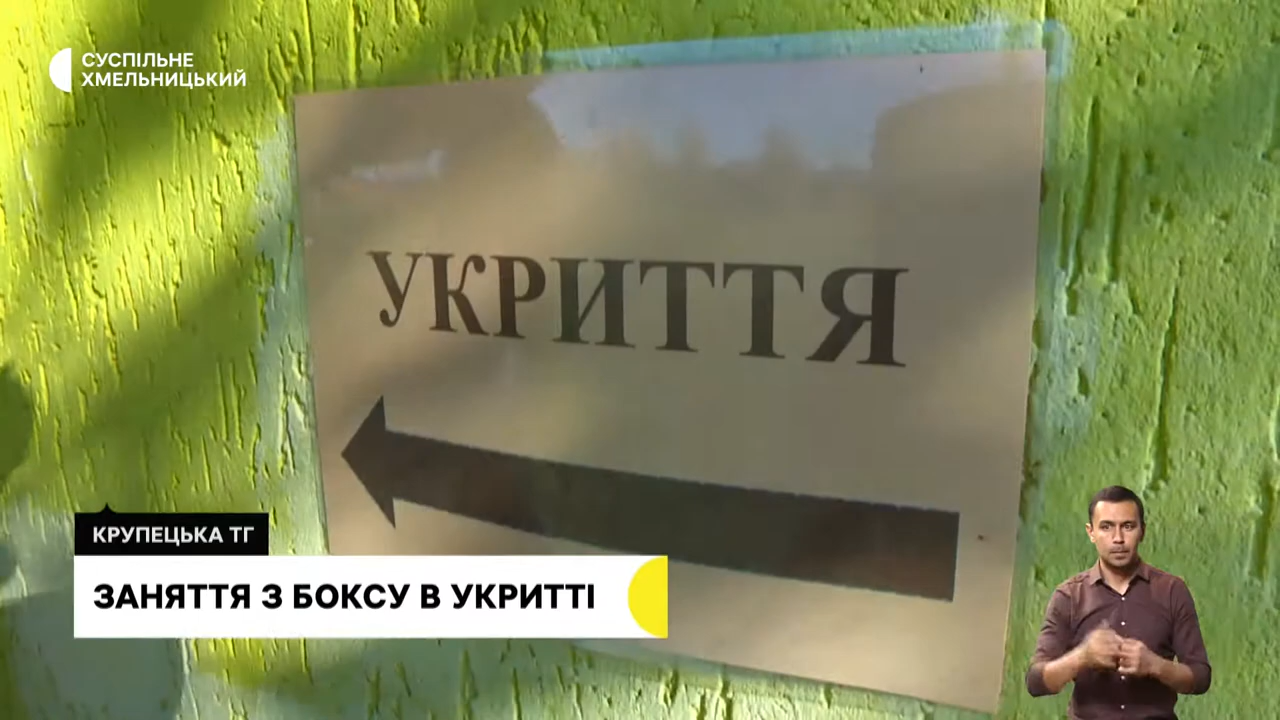 СУСПІЛЬНЕ
ХМЕЛЬНИЦЬКИЙ
УКРИТТЯ
КРУПЕЦЬКА ТГ
ЗАНЯТТЯ З БОКСУ В УКРИТТІ